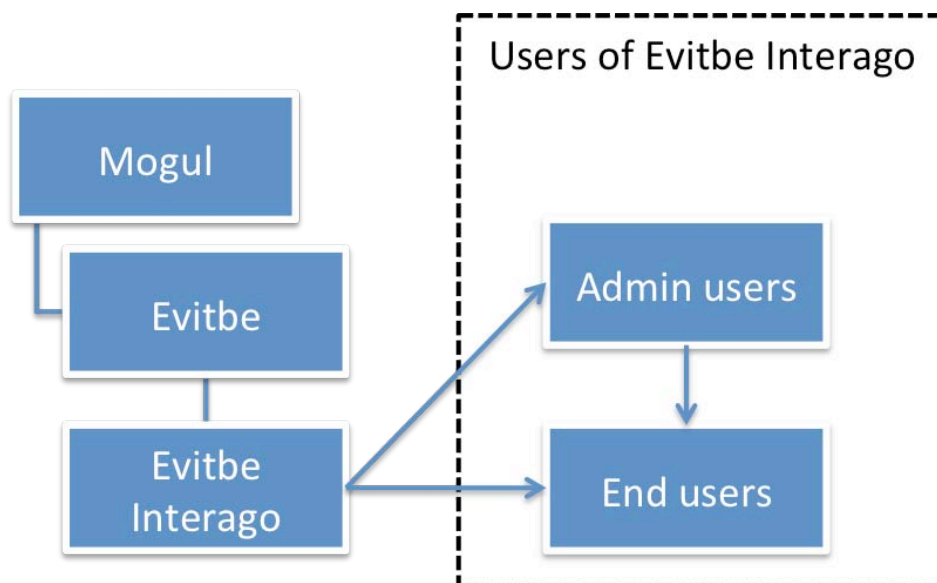 Users of Evitbe Interago
Mogul
Evitbe
Evitbe
Interago
Admin users
End users